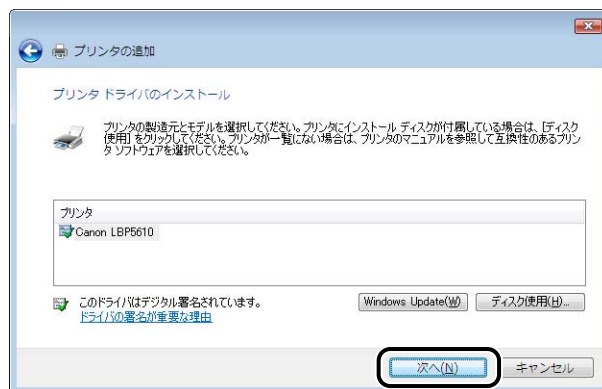 プリンタの追加
プリンタ ドライバのインストール
プリンタの製造元とモデルを選択してください。プリンタにインストール ディスクが付属している場合は、[ディスク
使用] をクリックしてください。プリンタが一覧にない場合は、プリンタのマニュアルを参照して互換性のあるプリン
タ ソフトウェアを選択してください。
プリンタ
Canon LBP5610
このドライバはデジタル署名されています。
ドライバの署名が重要な理由
Windows Update(W)
ディスク使用(H)...
次へ(N)
キャンセル